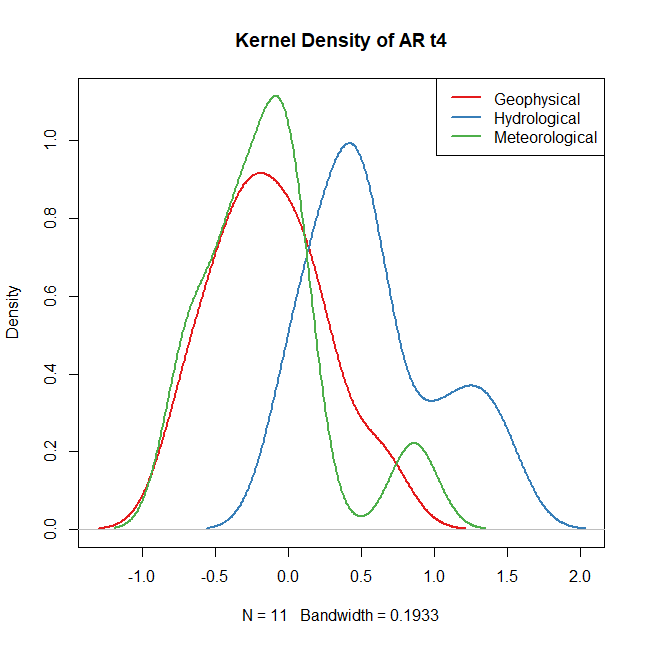 Kernel Density of AR t4
Geophysical
Hydrological
Meteorological
Density
0.0
0.2
0.4
0.6
0.8
1.0
-1.0
-0.5
0.0
0.5
1.0
1.5
2.0
N = 11 Bandwidth = 0.1933